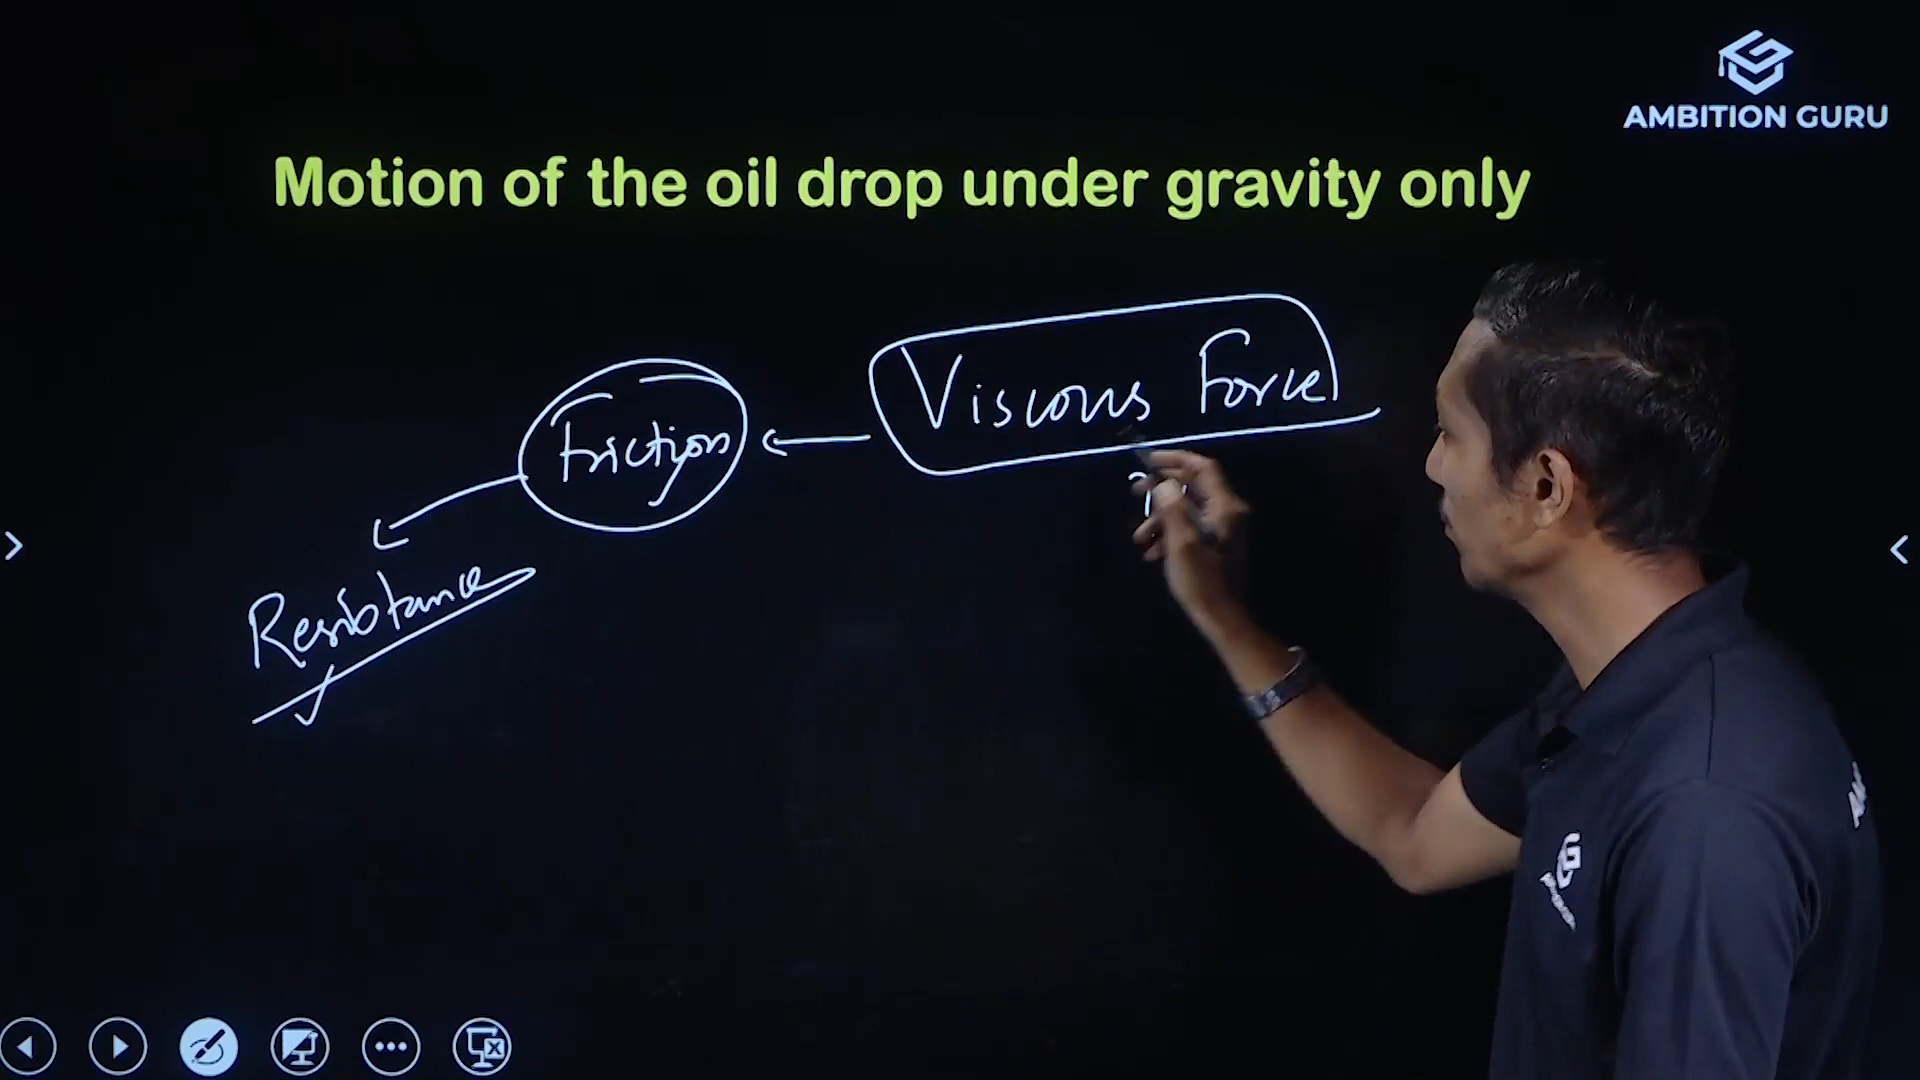 AMBITION GURU
Motion of the oil drop under gravity only
Viscous Force
Friction
Resistance